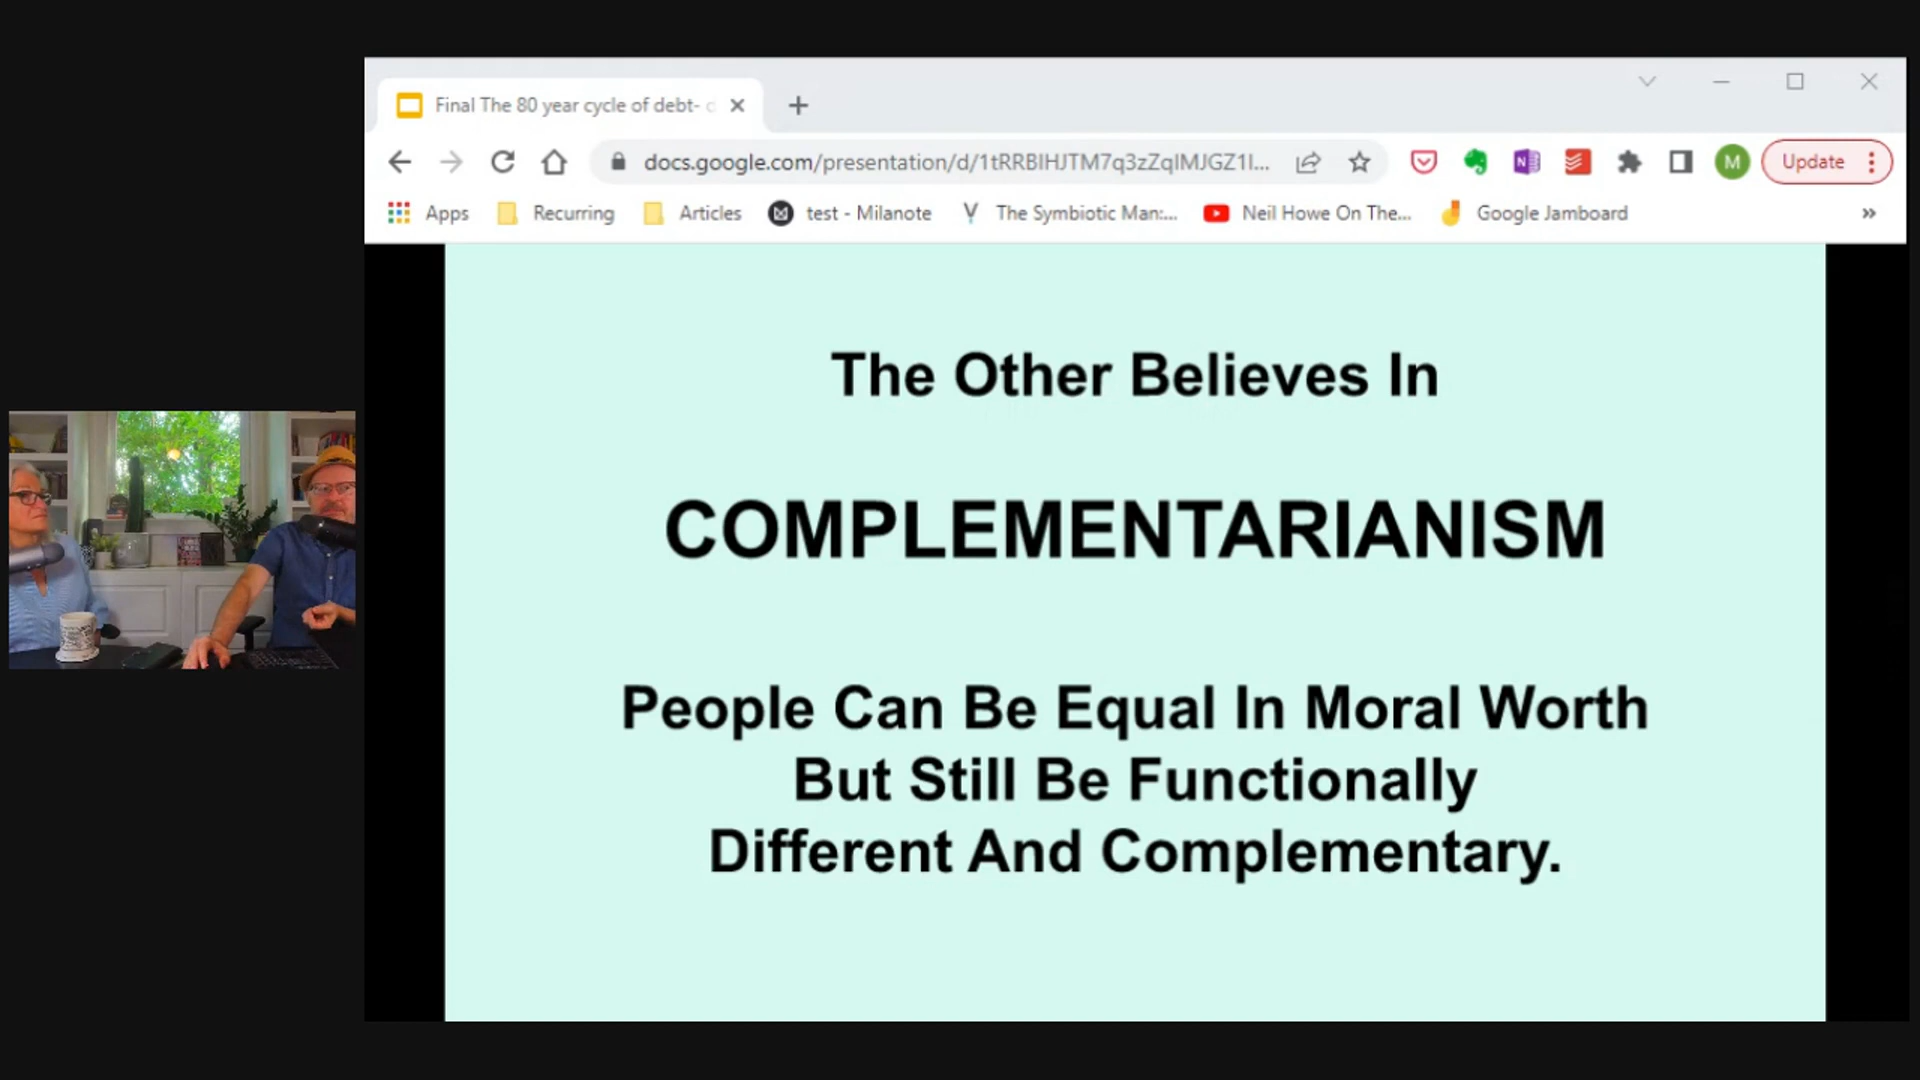 Final The 80 year cycle of debt-
docs.google.com/presentation/d/1tRRBIHJTM7q3zZqIMJGZ1I...
M
Update
Apps
Recurring
Articles
test - Milanote
The Symbiotic Man:...
Neil Howe On The...
Google Jamboard
The Other Believes In
COMPLEMENTARIANISM
People Can Be Equal In Moral Worth
But Still Be Functionally
Different And Complementary.